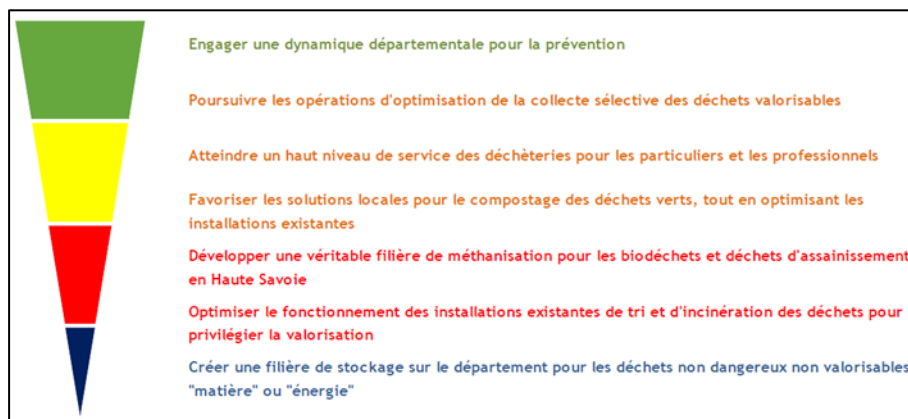 Engager une dynamique départementale pour la prévention
Poursuivre les opérations d'optimisation de la collecte sélective des déchets valorisables
Atteindre un haut niveau de service des déchèteries pour les particuliers et les professionnels
Favoriser les solutions locales pour le compostage des déchets verts, tout en optimisant les
installations existantes
Développer une véritable filière de méthanisation pour les biodéchets et déchets d'assainissement
en Haute Savoie
Optimiser le fonctionnement des installations existantes de tri et d'incinération des déchets pour
privilégier la valorisation
Créer une filière de stockage sur le département pour les déchets non dangereux non valorisables
"matière" ou "énergie"